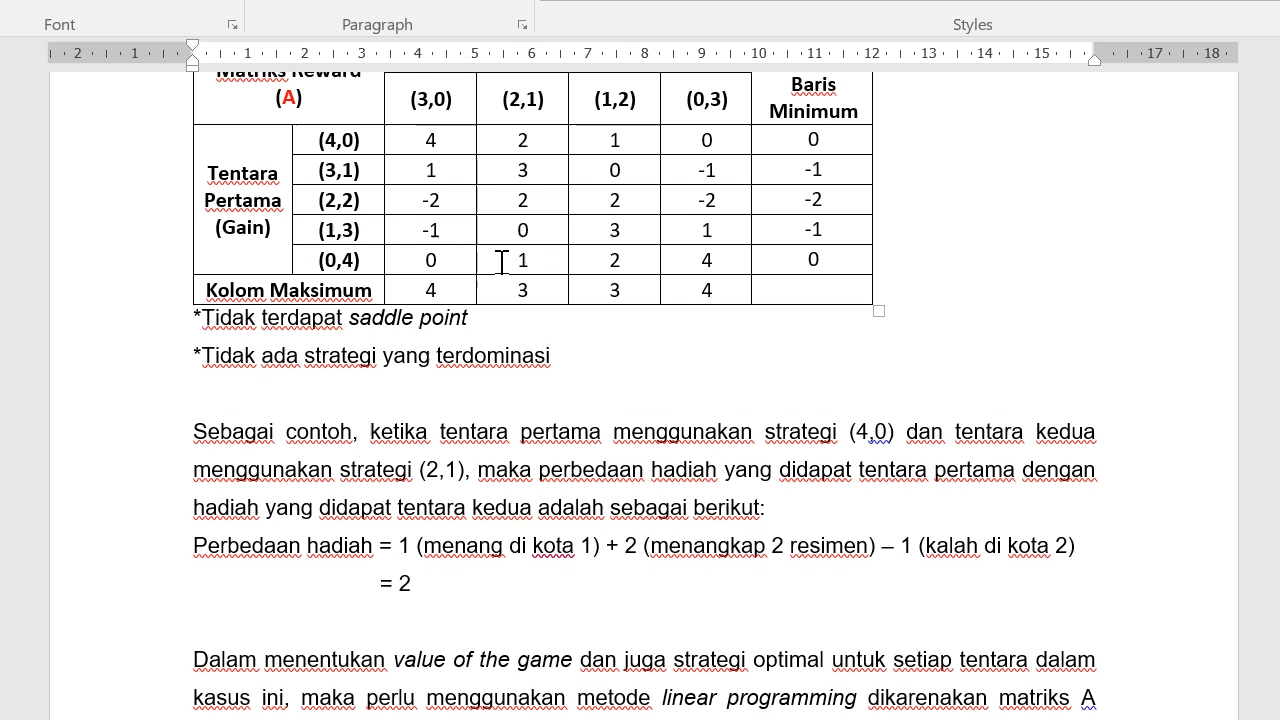 Font Paragraph Styles
2 1 1 2 3 4 5 6 7 8 9 10 11 12 13 14 15 17 18
Matriks Reward
(A) (3,0) (2,1) (1,2) (0,3) Baris
Minimum
(4,0) 4 2 1 0 0
Tentara (3,1) 1 3 0 -1 -1
Pertama (2,2) -2 2 2 -2 -2
(Gain) (1,3) -1 0 3 1 -1
(0,4) 0 1 2 4 0
Kolom Maksimum 4 3 3 4
*Tidak terdapat saddle point
*Tidak ada strategi yang terdominasi
Sebagai contoh, ketika tentara pertama menggunakan strategi (4,0) dan tentara kedua
menggunakan strategi (2,1), maka perbedaan hadiah yang didapat tentara pertama dengan
hadiah yang didapat tentara kedua adalah sebagai berikut:
Perbedaan hadiah = 1 (menang di kota 1) + 2 (menangkap 2 resimen) – 1 (kalah di kota 2)
= 2
Dalam menentukan value of the game dan juga strategi optimal untuk setiap tentara dalam
kasus ini, maka perlu menggunakan metode linear programming dikarenakan matriks A